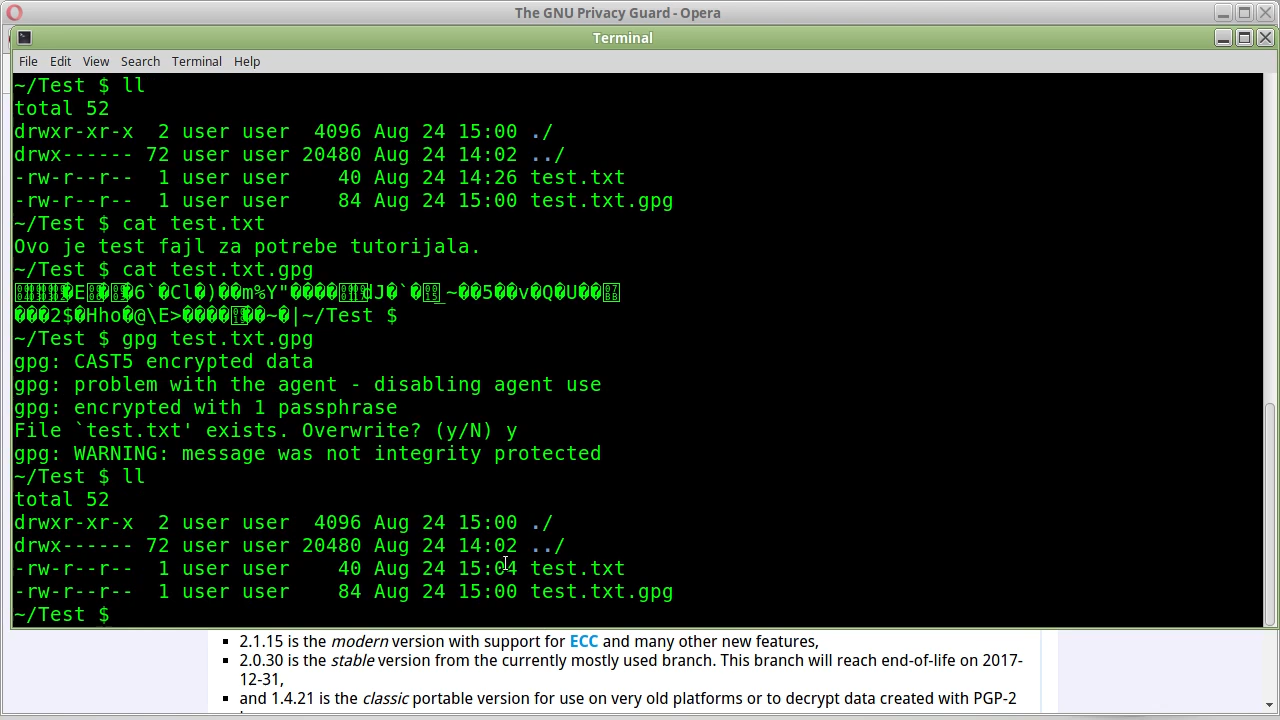 The GNU Privacy Guard - Opera
Terminal
File Edit View Search Terminal Help
~/Test $ ll
total 52
drwxr-xr-x  2 user user  4096 Aug 24 15:00 ./
drwx------ 72 user user 20480 Aug 24 14:02 ../
-rw-r--r--  1 user user    40 Aug 24 14:26 test.txt
-rw-r--r--  1 user user    84 Aug 24 15:00 test.txt.gpg
~/Test $ cat test.txt
Ovo je test fajl za potrebe tutorijala.
~/Test $ cat test.txt.gpg
�E��6`�Cl�)��m%Y"����dJ�`�_~��5��v�Q�U��
���2$�Hho�@\E>������~�|~/Test $
~/Test $ gpg test.txt.gpg
gpg: CAST5 encrypted data
gpg: problem with the agent - disabling agent use
gpg: encrypted with 1 passphrase
File `test.txt' exists. Overwrite? (y/N) y
gpg: WARNING: message was not integrity protected
~/Test $ ll
total 52
drwxr-xr-x  2 user user  4096 Aug 24 15:00 ./
drwx------ 72 user user 20480 Aug 24 14:02 ../
-rw-r--r--  1 user user    40 Aug 24 15:04 test.txt
-rw-r--r--  1 user user    84 Aug 24 15:00 test.txt.gpg
~/Test $
▪ 2.1.15 is the modern version with support for ECC and many other new features,
▪ 2.0.30 is the stable version from the currently mostly used branch. This branch will reach end-of-life on 2017-
12-31,
▪ and 1.4.21 is the classic portable version for use on very old platforms or to decrypt data created with PGP-2